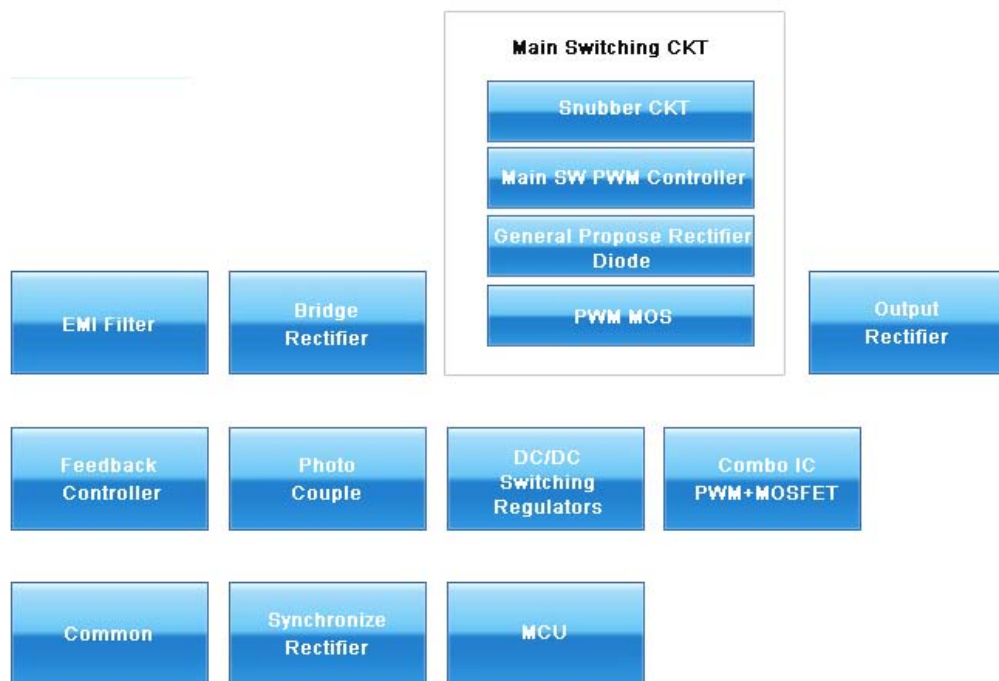 Main Switching CKT
Snubber CKT
Main SW PWM Controller
General Propose Rectifier
Diode
PWM MOS
EMI Filter
Bridge
Rectifier
Output
Rectifier
Feedback
Controller
Photo
Couple
DC/DC
Switching
Regulators
Combo IC
PWM+MOSFET
Common
Synchronize
Rectifier
MCU